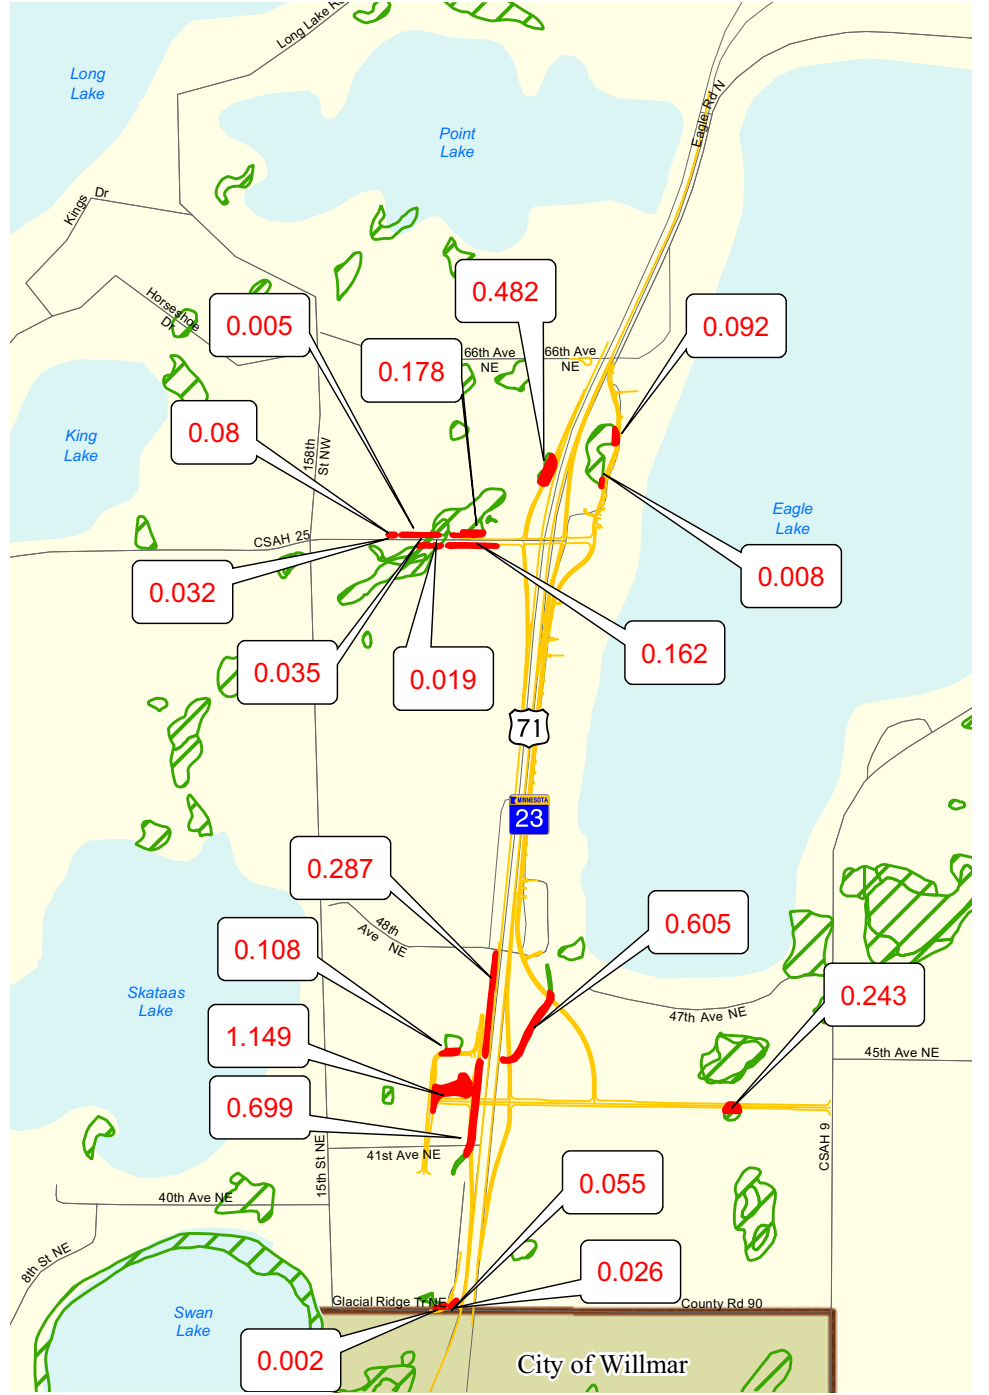 Long Lake R
Long
Lake
Point
Lake
Eagle Rd N
Kings Dr
Horseshoe
Dr
0.482
0.005
0.092
66th Ave
NE
66th Ave
NE
0.178
0.08
King
Lake
158th
St NW
Eagle
Lake
CSAH 25
0.032
0.008
0.035
0.019
0.162
71
MINNESOTA
23
0.287
48th
Ave NE
0.605
0.108
0.243
Skataas
Lake
47th Ave NE
1.149
45th Ave NE
0.699
CSAH 9
41st Ave NE
15th St NE
0.055
40th Ave NE
8th St NE
0.026
Glacial Ridge Tr NE
County Rd 90
Swan
Lake
0.002
City of Willmar